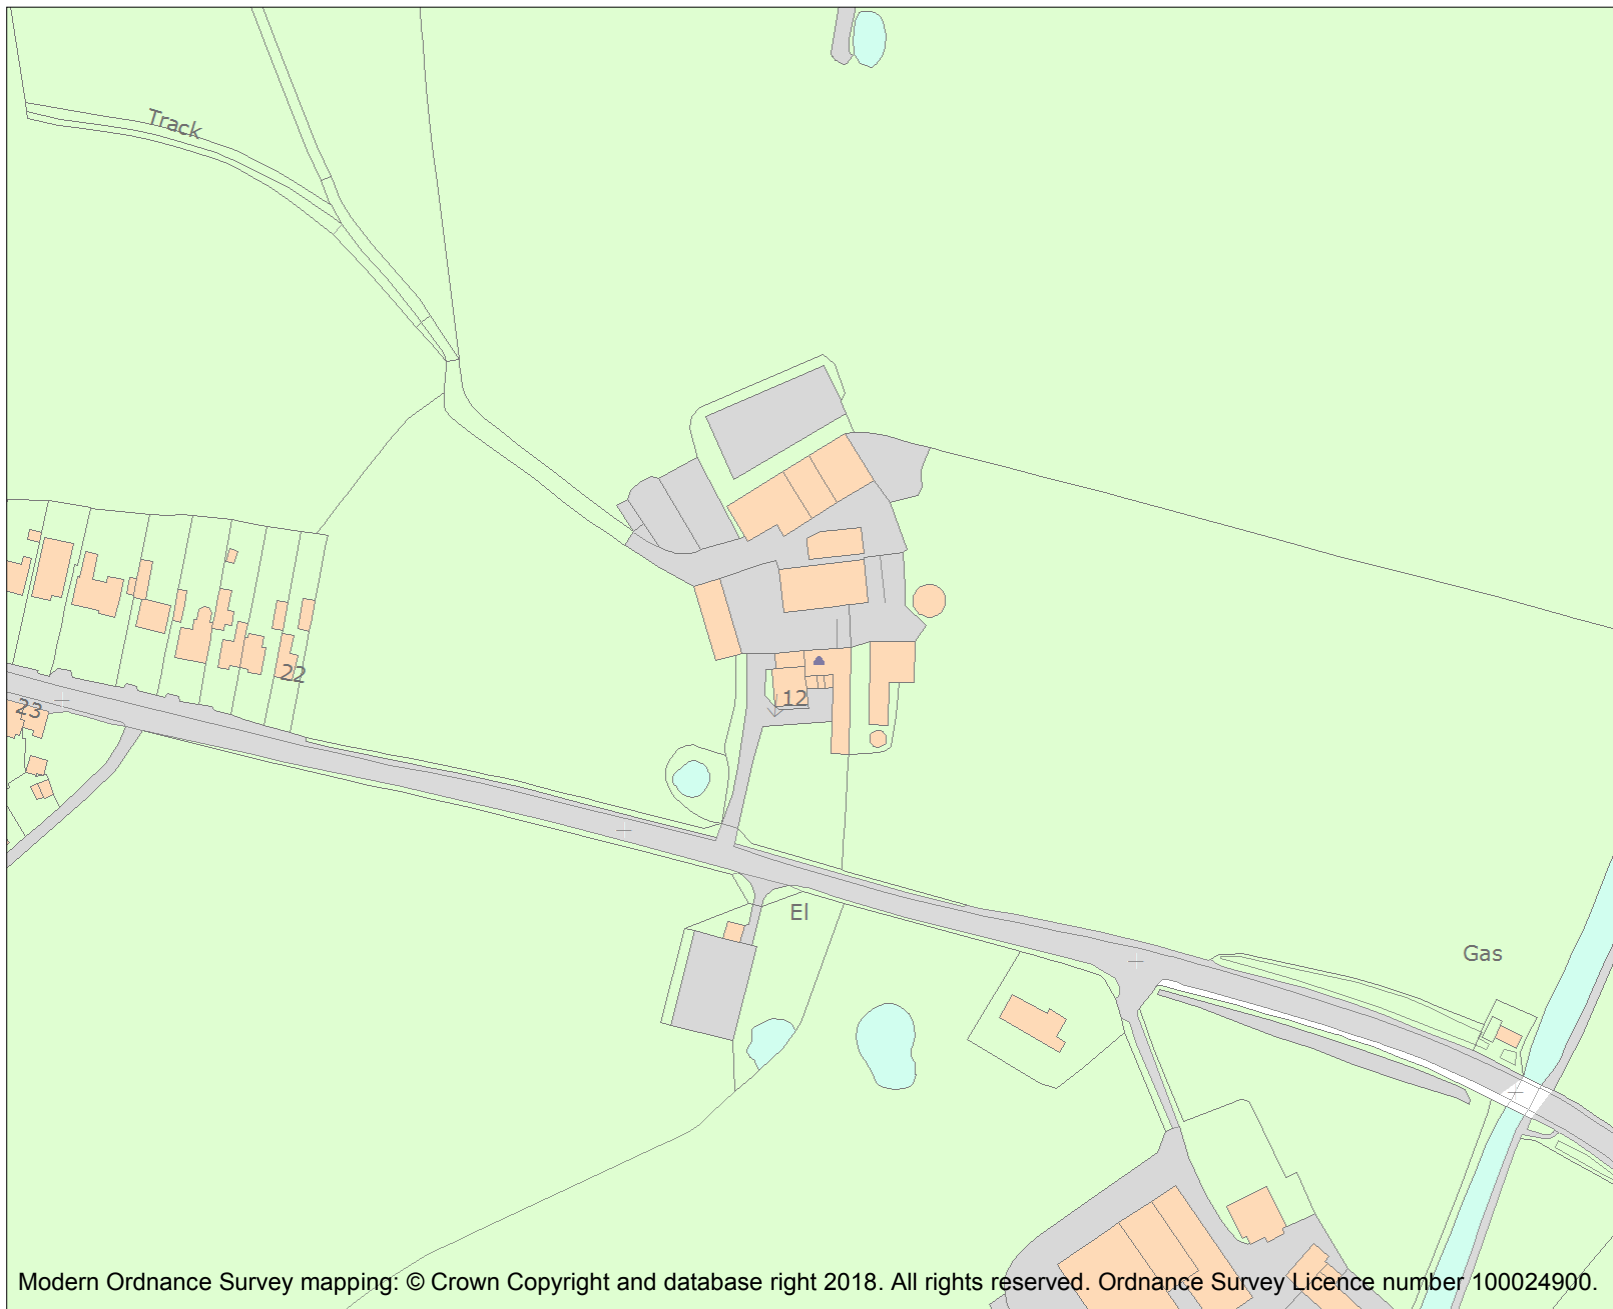 Track
22
12
23
El
Gas
Modern Ordnance Survey mapping: © Crown Copyright and database right 2018. All rights reserved. Ordnance Survey Licence number 100024900.